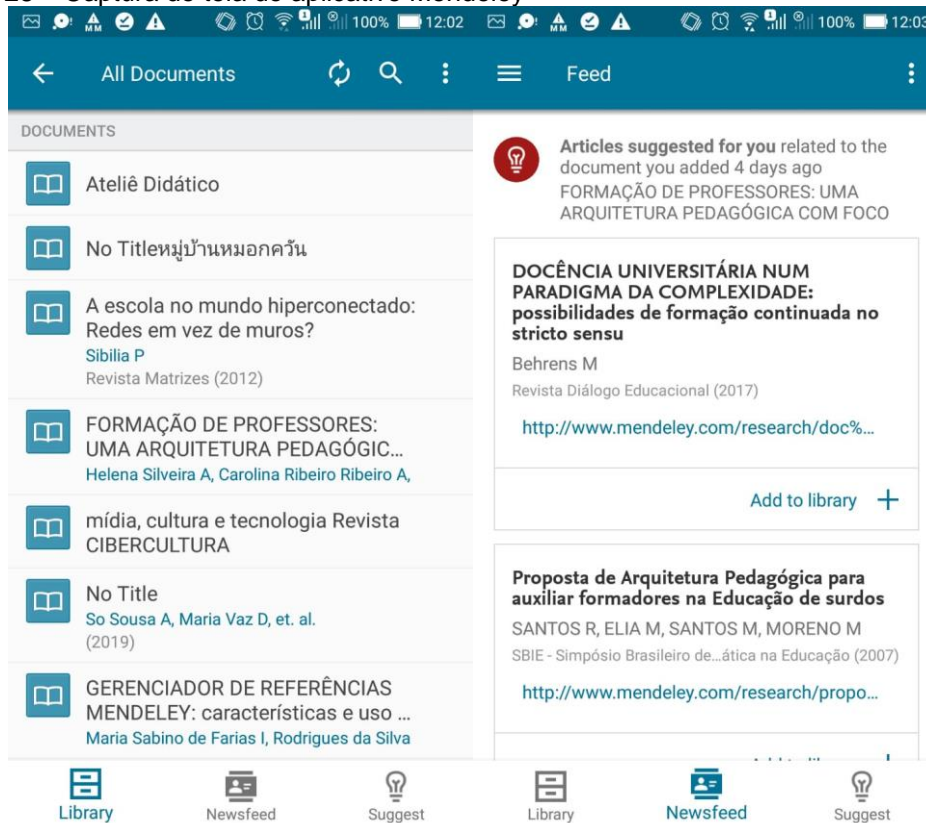 100% 12:02
All Documents
DOCUMENTS
Ateliê Didático
No Titleหมู่บ้านหมอกควัน
A escola no mundo hiperconectado:
Redes em vez de muros?
Sibilia P
Revista Matrizes (2012)
FORMAÇÃO DE PROFESSORES:
UMA ARQUITETURA PEDAGÓGIC...
Helena Silveira A, Carolina Ribeiro Ribeiro A,
mídia, cultura e tecnologia Revista
CIBERCULTURA
No Title
So Sousa A, Maria Vaz D, et. al.
(2019)
GERENCIADOR DE REFERÊNCIAS
MENDELEY: características e uso ...
Maria Sabino de Farias I, Rodrigues da Silva
Library Newsfeed Suggest
100% 12:03
Feed
Articles suggested for you related to the
document you added 4 days ago
FORMAÇÃO DE PROFESSORES: UMA
ARQUITETURA PEDAGÓGICA COM FOCO
DOCÊNCIA UNIVERSITÁRIA NUM
PARADIGMA DA COMPLEXIDADE:
possibilidades de formação continuada no
stricto sensu
Behrens M
Revista Diálogo Educacional (2017)
http://www.mendeley.com/research/doc%...
Add to library +
Proposta de Arquitetura Pedagógica para
auxiliar formadores na Educação de surdos
SANTOS R, ELIA M, SANTOS M, MORENO M
SBIE - Simpósio Brasileiro de...ática na Educação (2007)
http://www.mendeley.com/research/propo...
Library Newsfeed Suggest